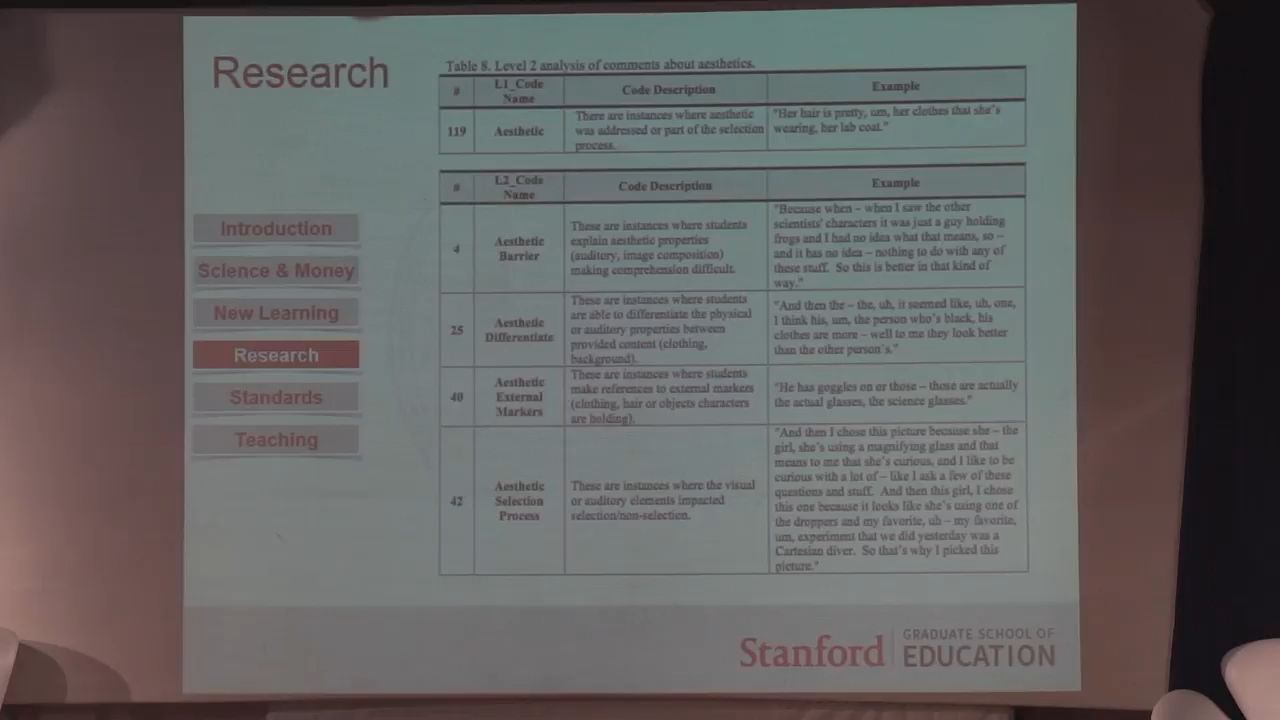 Research
Introduction
Science & Money
New Learning
Research
Standards
Teaching
Table 8. Level 2 analysis of comments about aesthetics.
#
L1_Code
Name
Code Description
Example
119
Aesthetic
There are instances where aesthetic
was addressed or part of the selection
process.
"Her hair is pretty, um, her clothes that she's
wearing, her lab coat."
#
L2_Code
Name
Code Description
Example
4
Aesthetic
Barrier
These are instances where students
explain aesthetic properties
(auditory, image composition)
making comprehension difficult.
"Because when – when I saw the other
scientists' characters it was just a guy holding
frogs and I had no idea what that means, so –
and it has no idea – nothing to do with any of
these stuff. So this is better in that kind of
way."
25
Aesthetic
Differentiate
These are instances where students
are able to differentiate the physical
or auditory properties between
provided content (clothing,
background).
"And then the – the, uh, it seemed like, uh, one,
I think his, um, the person who's black, his
clothes are more – well to me they look better
than the other person's."
40
Aesthetic
External
Markers
These are instances where students
make references to external markers
(clothing, hair or objects characters
are holding).
"He has goggles on or those – those are actually
the actual glasses, the science glasses."
42
Aesthetic
Selection
Process
These are instances where the visual
or auditory elements impacted
selection/non-selection.
"And then I chose this picture because she – the
girl, she's using a magnifying glass and that
means to me that she's curious, and I like to be
curious with a lot of – like I ask a few of these
questions and stuff. And then this girl, I chose
this one because it looks like she's using one of
the droppers and my favorite, uh – my favorite,
um, experiment that we did yesterday was a
Cartesian diver. So that's why I picked this
picture."
Stanford
GRADUATE SCHOOL OF
EDUCATION